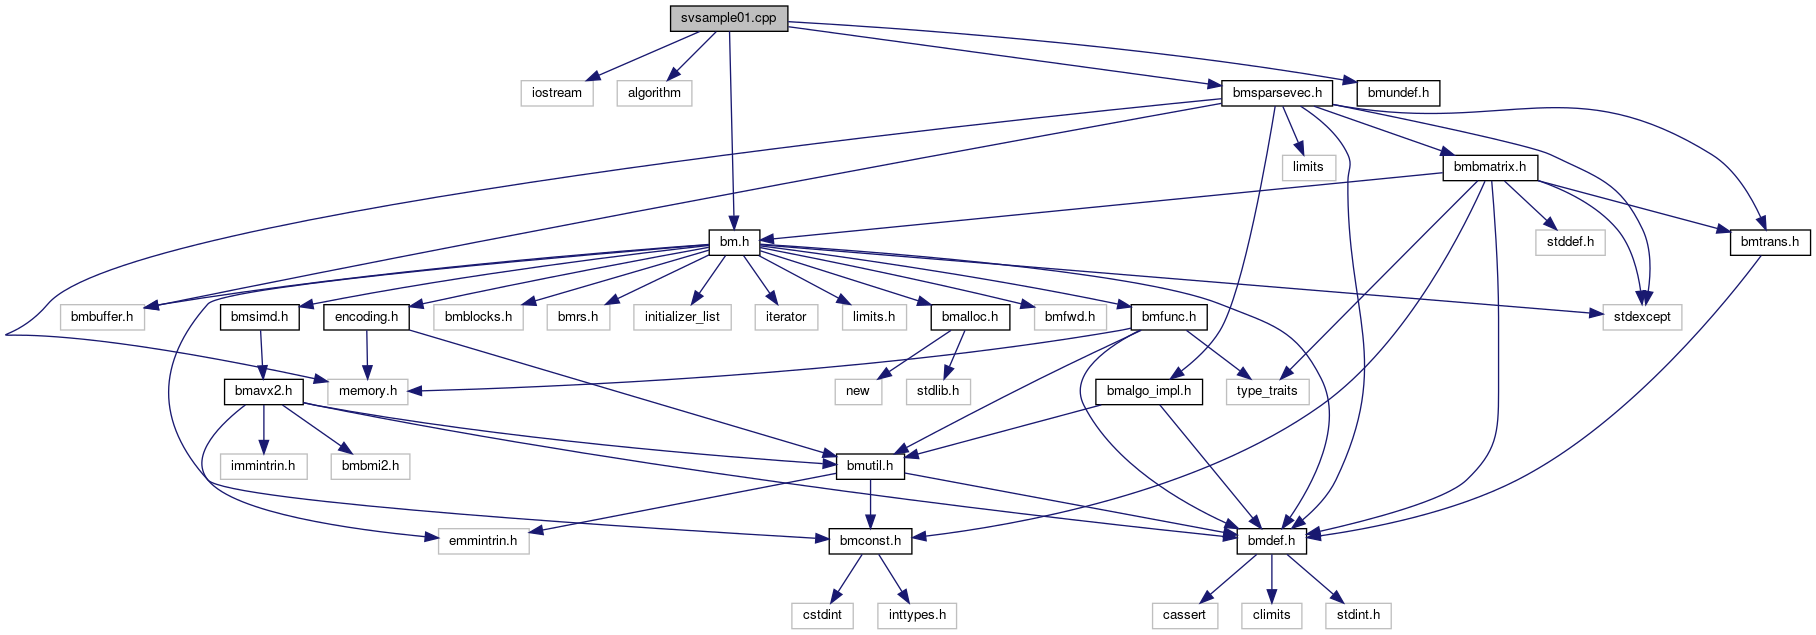 svsample01.cpp
iostream
algorithm
bmsparsevec.h
bmundef.h
limits
bmbmatrix.h
bm.h
stddef.h
bmtrans.h
bmbuffer.h
bmsimd.h
encoding.h
bmblocks.h
bmrs.h
initializer_list
iterator
limits.h
bmalloc.h
bmfwd.h
bmfunc.h
stdexcept
bmavx2.h
memory.h
new
stdlib.h
bmalgo_impl.h
type_traits
immintrin.h
bmbmi2.h
bmutil.h
emmintrin.h
bmconst.h
bmdef.h
cstdint
inttypes.h
cassert
climits
stdint.h